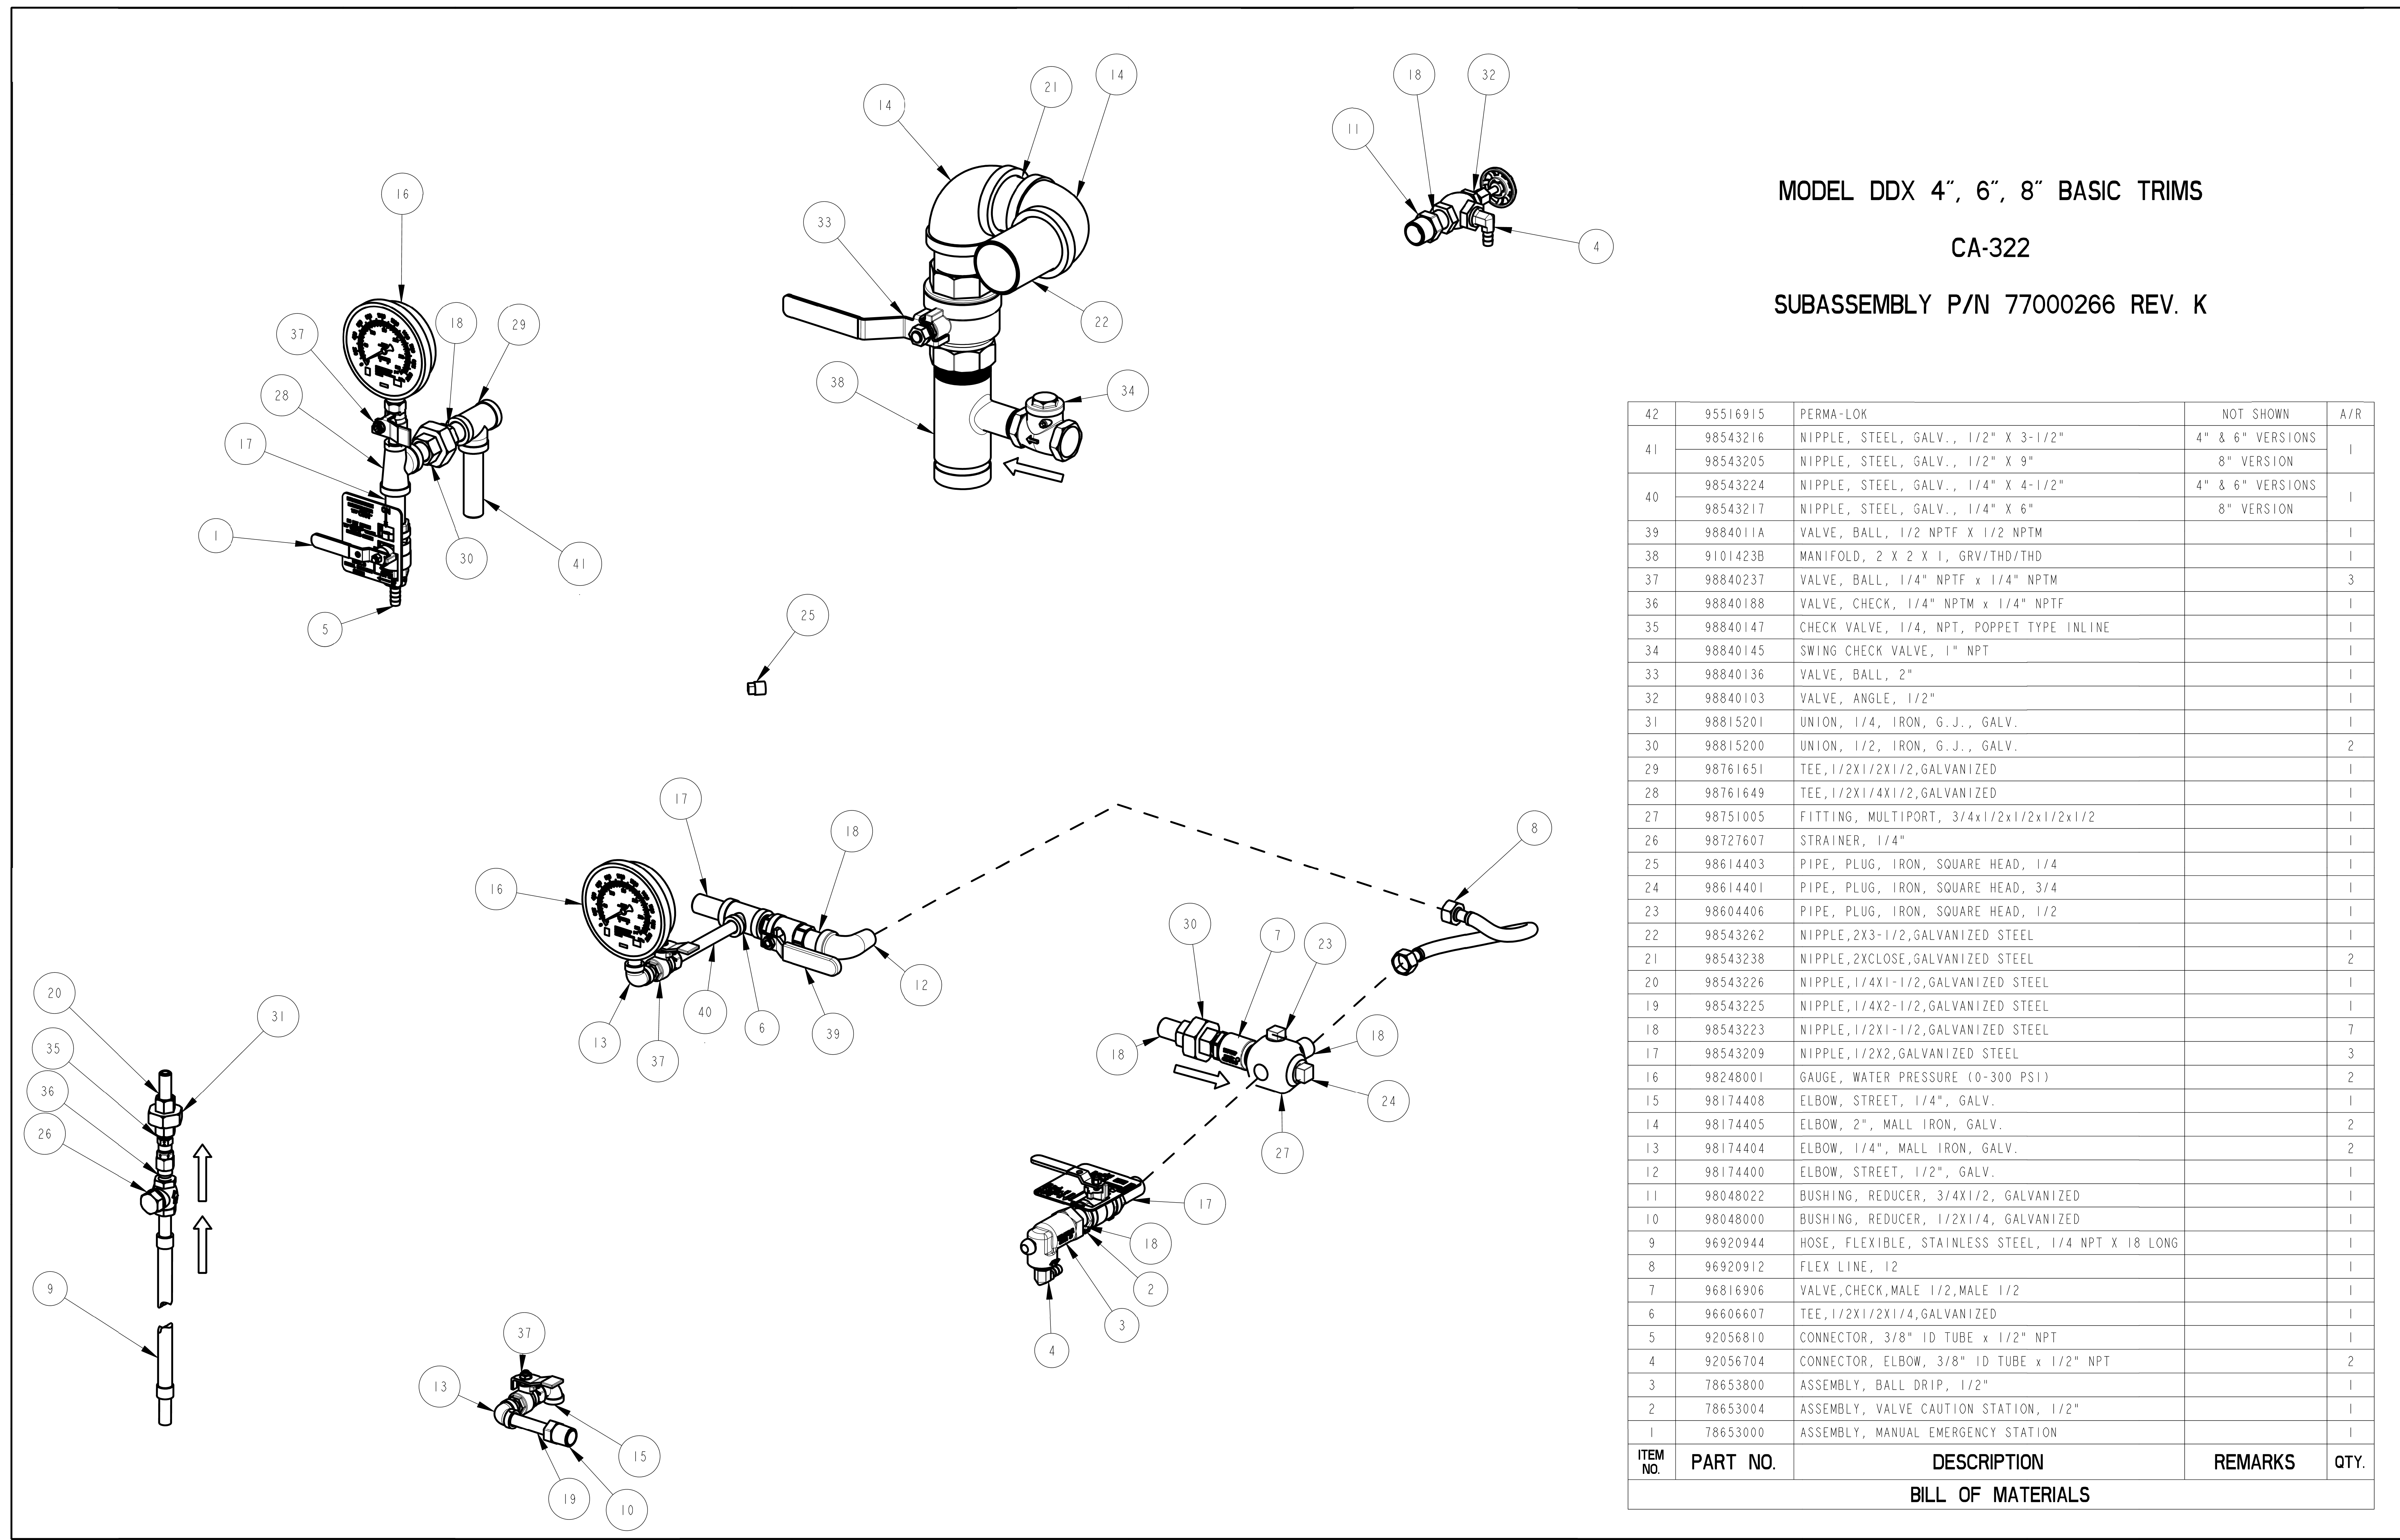 MODEL DDX 4", 6", 8" BASIC TRIMS
CA-322
SUBASSEMBLY P/N 77000266 REV. K
14
21
14
18
32
11
4
16
33
22
37
18
29
28
17
38
34
1
30
41
5
25
17
18
8
16
30
7
23
12
13
37
40
6
39
18
18
24
27
20
31
35
36
26
9
17
18
2
3
4
37
13
15
19
10
42 95516915 PERMA-LOK NOT SHOWN A/R
41 98543216 NIPPLE, STEEL, GALV., 1/2" X 3-1/2" 4" & 6" VERSIONS 1
98543205 NIPPLE, STEEL, GALV., 1/2" X 9" 8" VERSION
40 98543224 NIPPLE, STEEL, GALV., 1/4" X 4-1/2" 4" & 6" VERSIONS 1
98543217 NIPPLE, STEEL, GALV., 1/4" X 6" 8" VERSION
39 9884011A VALVE, BALL, 1/2 NPTF X 1/2 NPTM 1
38 9101423B MANIFOLD, 2 X 2 X 1, GRV/THD/THD 1
37 98840237 VALVE, BALL, 1/4" NPTF x 1/4" NPTM 3
36 98840188 VALVE, CHECK, 1/4" NPTM x 1/4" NPTF 1
35 98840147 CHECK VALVE, 1/4, NPT, POPPET TYPE INLINE 1
34 98840145 SWING CHECK VALVE, 1" NPT 1
33 98840136 VALVE, BALL, 2" 1
32 98840103 VALVE, ANGLE, 1/2" 1
31 98815201 UNION, 1/4, IRON, G.J., GALV. 1
30 98815200 UNION, 1/2, IRON, G.J., GALV. 2
29 98761651 TEE,1/2X1/2X1/2,GALVANIZED 1
28 98761649 TEE,1/2X1/4X1/2,GALVANIZED 1
27 98751005 FITTING, MULTIPORT, 3/4x1/2x1/2x1/2x1/2 1
26 98727607 STRAINER, 1/4" 1
25 98614403 PIPE, PLUG, IRON, SQUARE HEAD, 1/4 1
24 98614401 PIPE, PLUG, IRON, SQUARE HEAD, 3/4 1
23 98604406 PIPE, PLUG, IRON, SQUARE HEAD, 1/2 1
22 98543262 NIPPLE,2X3-1/2,GALVANIZED STEEL 1
21 98543238 NIPPLE,2XCLOSE,GALVANIZED STEEL 2
20 98543226 NIPPLE,1/4X1-1/2,GALVANIZED STEEL 1
19 98543225 NIPPLE,1/4X2-1/2,GALVANIZED STEEL 1
18 98543223 NIPPLE,1/2X1-1/2,GALVANIZED STEEL 7
17 98543209 NIPPLE,1/2X2,GALVANIZED STEEL 3
16 98248001 GAUGE, WATER PRESSURE (0-300 PSI) 2
15 98174408 ELBOW, STREET, 1/4", GALV. 1
14 98174405 ELBOW, 2", MALL IRON, GALV. 2
13 98174404 ELBOW, 1/4", MALL IRON, GALV. 2
12 98174400 ELBOW, STREET, 1/2", GALV. 1
11 98048022 BUSHING, REDUCER, 3/4X1/2, GALVANIZED 1
10 98048000 BUSHING, REDUCER, 1/2X1/4, GALVANIZED 1
9 96920944 HOSE, FLEXIBLE, STAINLESS STEEL, 1/4 NPT X 18 LONG 1
8 96920912 FLEX LINE, 12 1
7 96816906 VALVE,CHECK,MALE 1/2,MALE 1/2 1
6 96606607 TEE,1/2X1/2X1/4,GALVANIZED 1
5 92056810 CONNECTOR, 3/8" ID TUBE x 1/2" NPT 1
4 92056704 CONNECTOR, ELBOW, 3/8" ID TUBE x 1/2" NPT 2
3 78653800 ASSEMBLY, BALL DRIP, 1/2" 1
2 78653004 ASSEMBLY, VALVE CAUTION STATION, 1/2" 1
1 78653000 ASSEMBLY, MANUAL EMERGENCY STATION 1
ITEM NO. PART NO. DESCRIPTION REMARKS QTY.
BILL OF MATERIALS